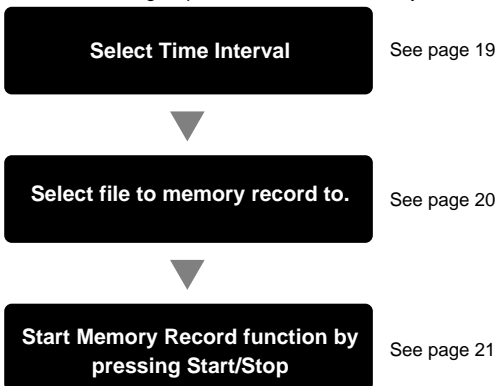 Select Time Interval
See page 19
Select file to memory record to.
See page 20
Start Memory Record function by
pressing Start/Stop
See page 21